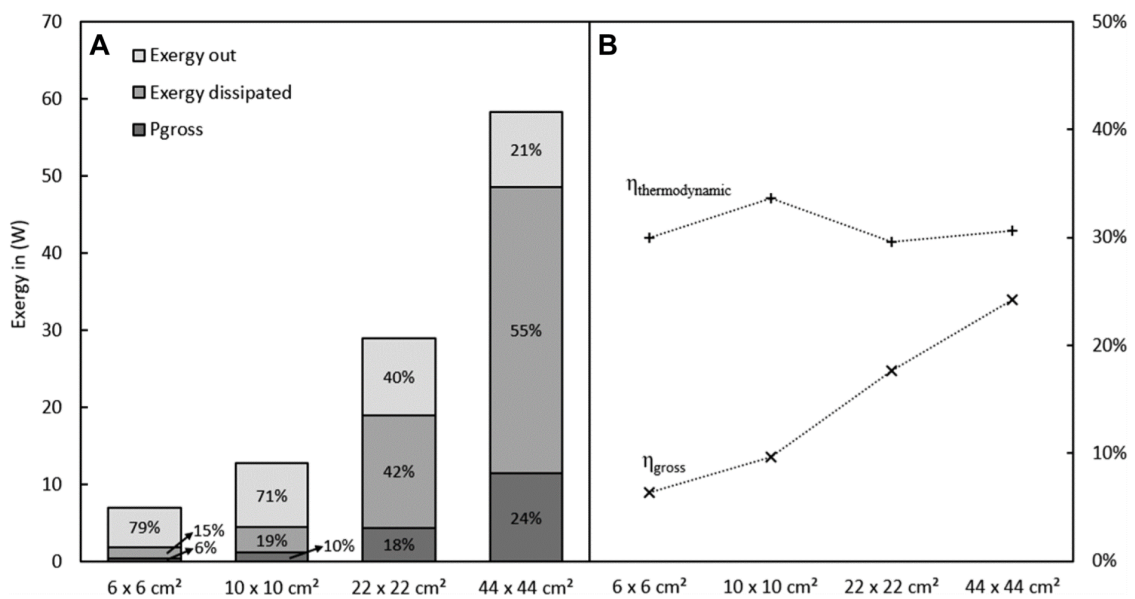 A
Exergy out
Exergy dissipated
Pgross
Exergy in (W)
70
60
50
40
30
20
10
0
79%
15%
6%
71%
19%
10%
40%
42%
18%
21%
55%
24%
6 x 6 cm²
10 x 10 cm²
22 x 22 cm²
44 x 44 cm²
B
ηthermodynamic
ηgross
50%
40%
30%
20%
10%
0%
6 x 6 cm²
10 x 10 cm²
22 x 22 cm²
44 x 44 cm²